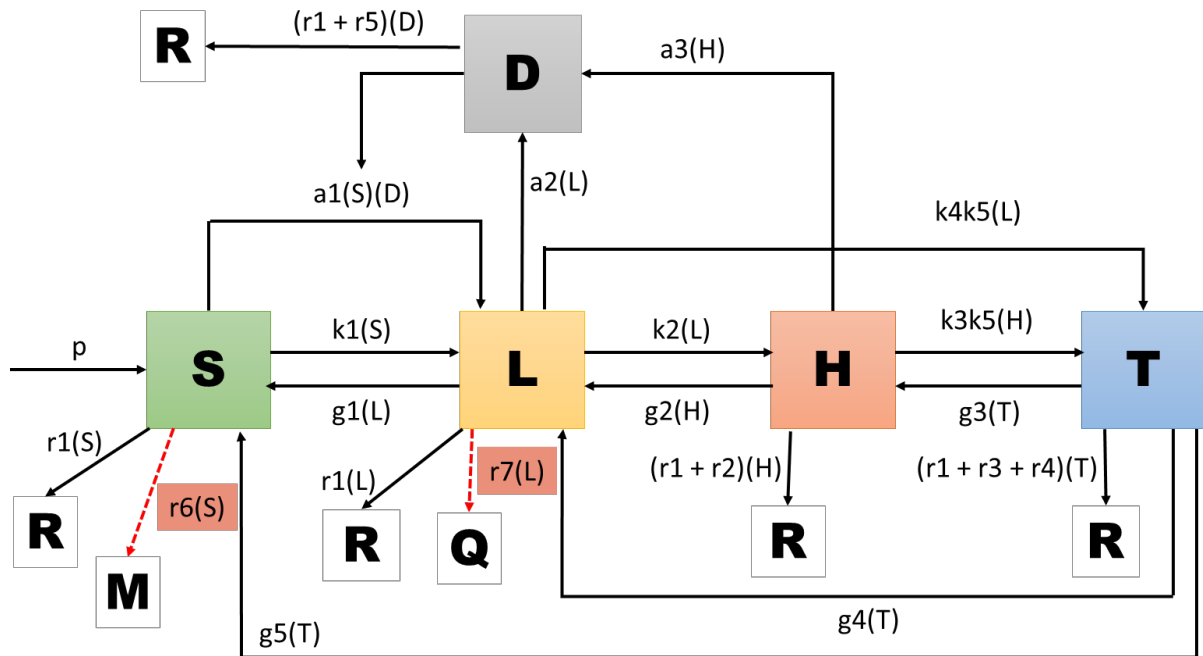 (r1 + r5)(D)
R
D
a3(H)
a1(S)(D)
a2(L)
k4k5(L)
p
S
k1(S)
g1(L)
L
k2(L)
g2(H)
H
k3k5(H)
g3(T)
T
r1(S)
r6(S)
R
M
r1(L)
r7(L)
R
Q
(r1 + r2)(H)
R
(r1 + r3 + r4)(T)
R
g5(T)
g4(T)